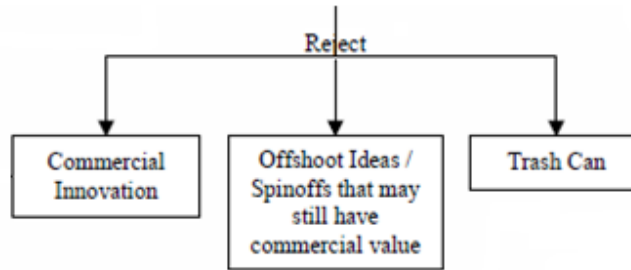 Reject
Commercial
Innovation
Offshoot Ideas /
Spinoffs that may
still have
commercial value
Trash Can